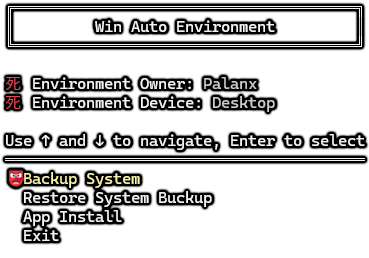 Win Auto Environment
死 Environment Owner: Palanx
死 Environment Device: Desktop
Use ↑ and ↓ to navigate, Enter to select
Backup System
Restore System Buckup
App Install
Exit